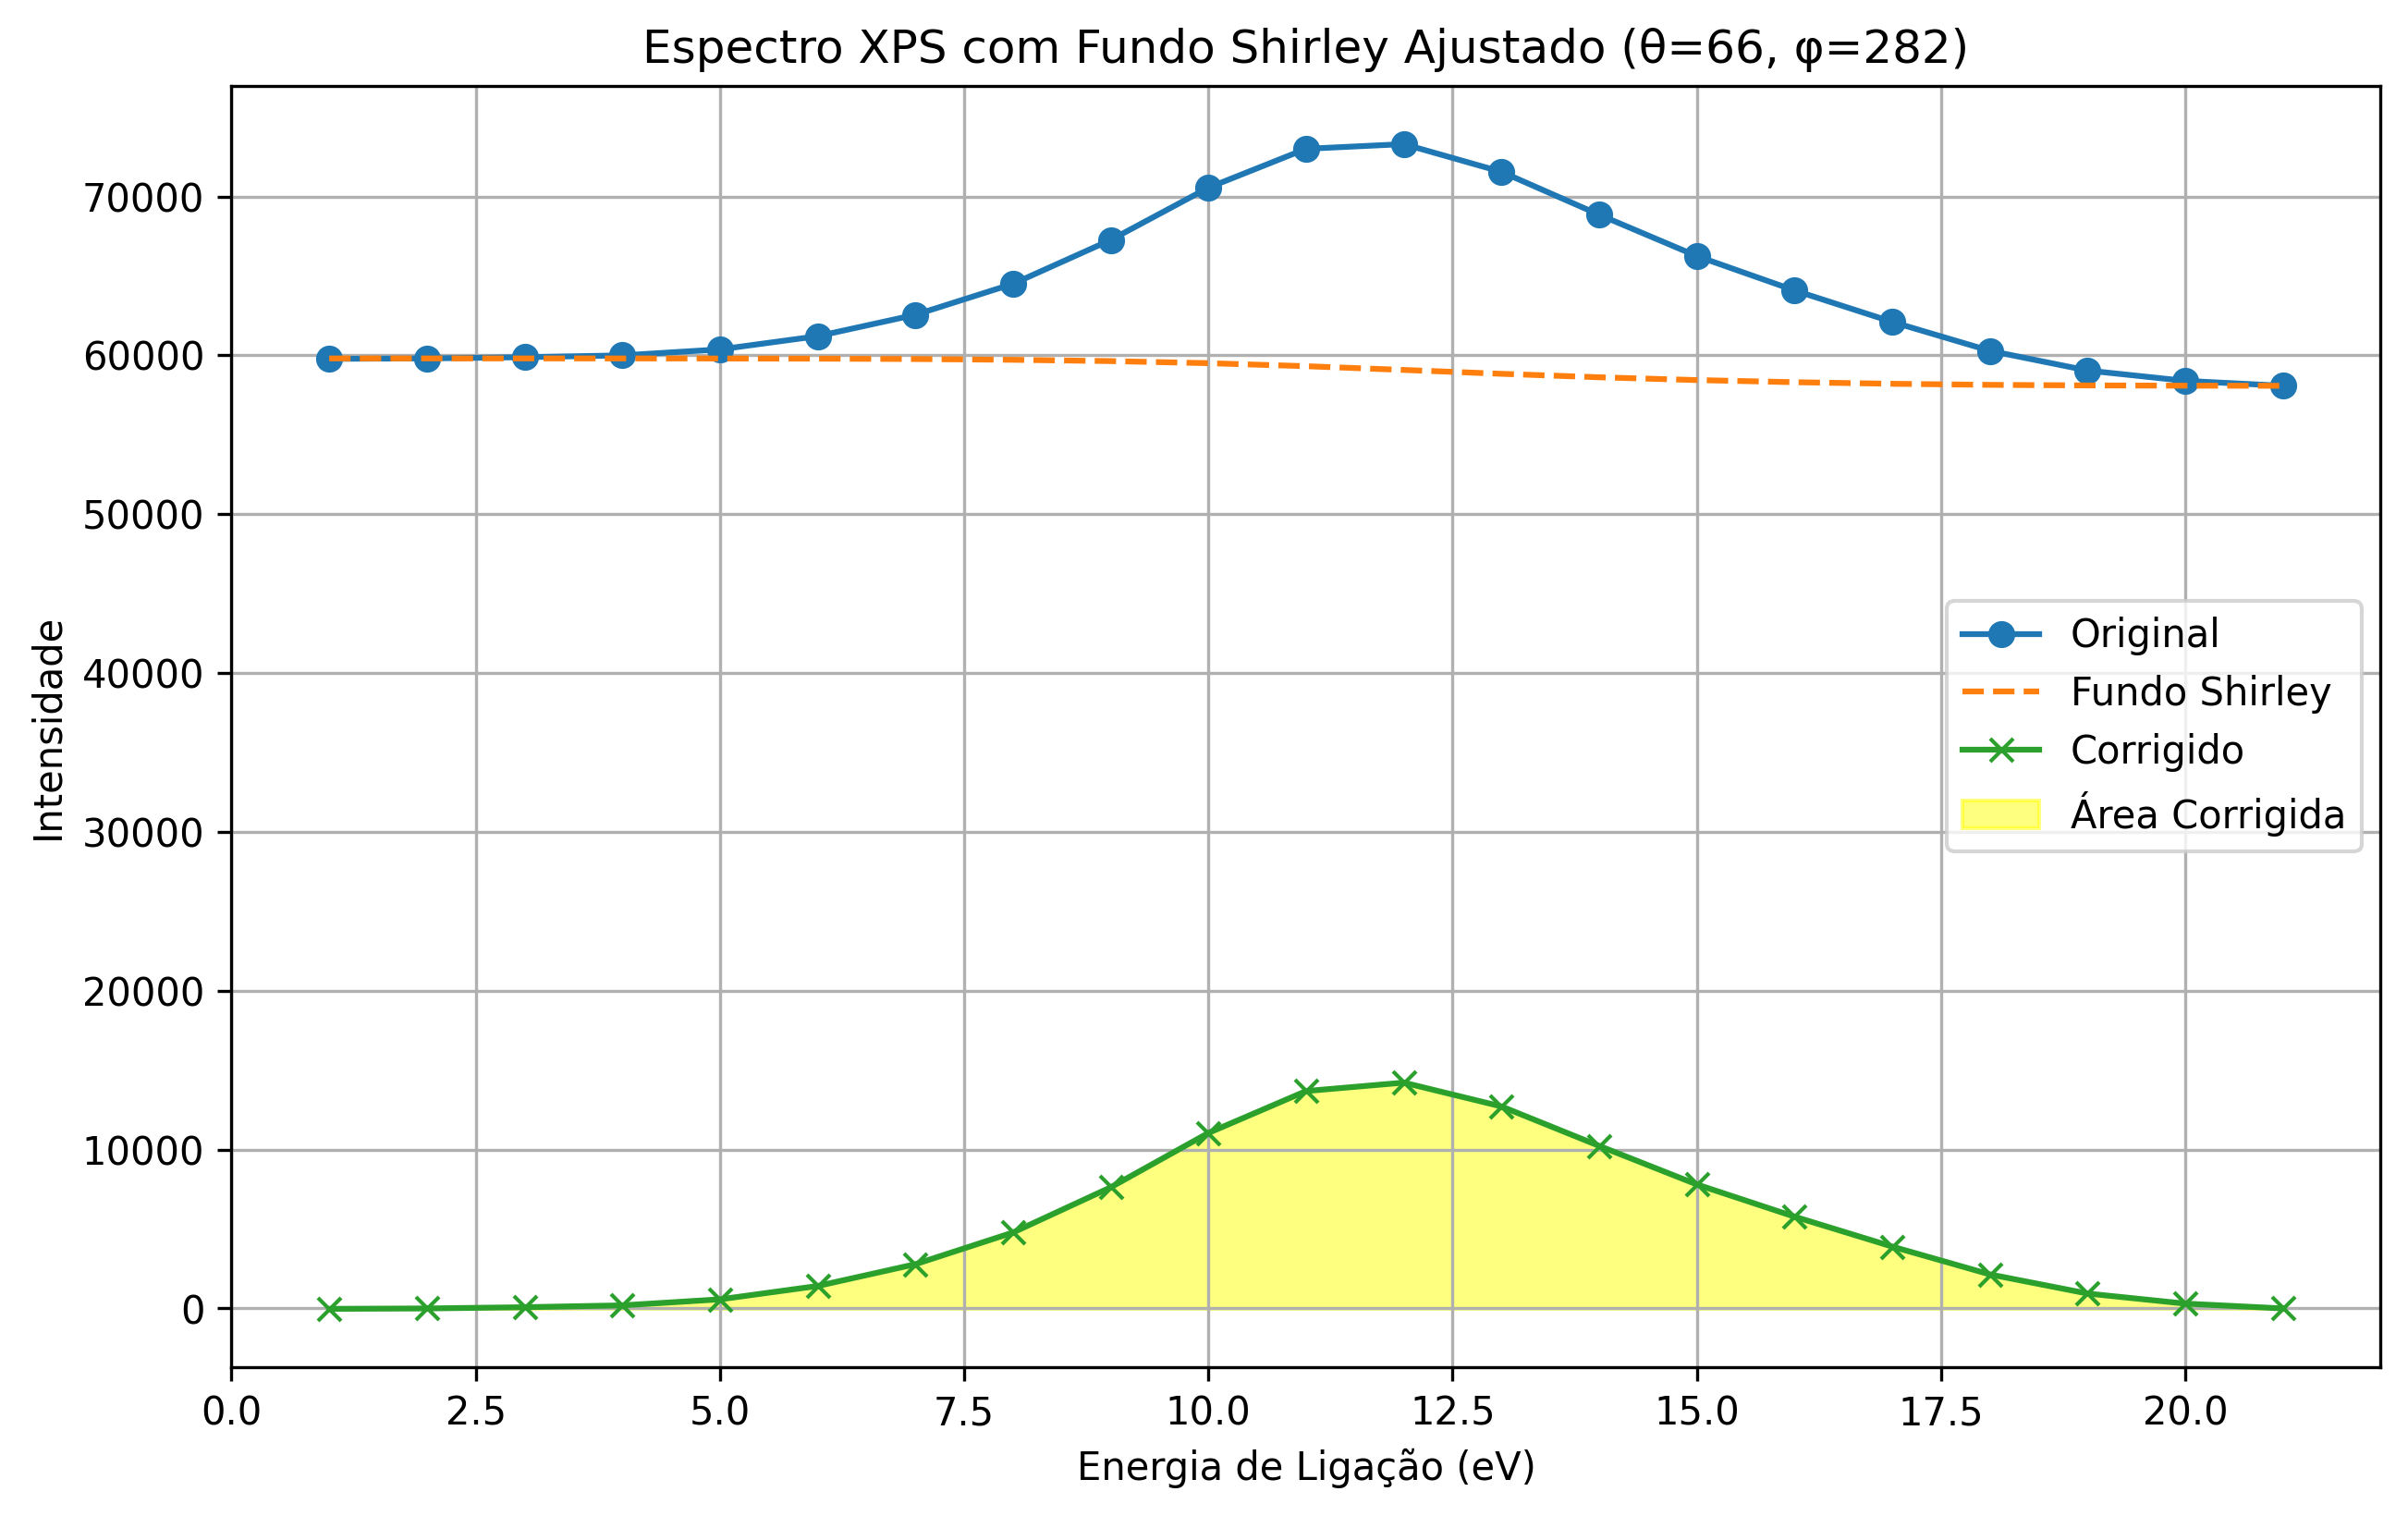 Espectro XPS com Fundo Shirley Ajustado (θ=66, φ=282)
Intensidade
70000
60000
50000
40000
30000
20000
10000
0
Original
Fundo Shirley
Corrigido
Área Corrigida
0.0 2.5 5.0 7.5 10.0 12.5 15.0 17.5 20.0
Energia de Ligação (eV)